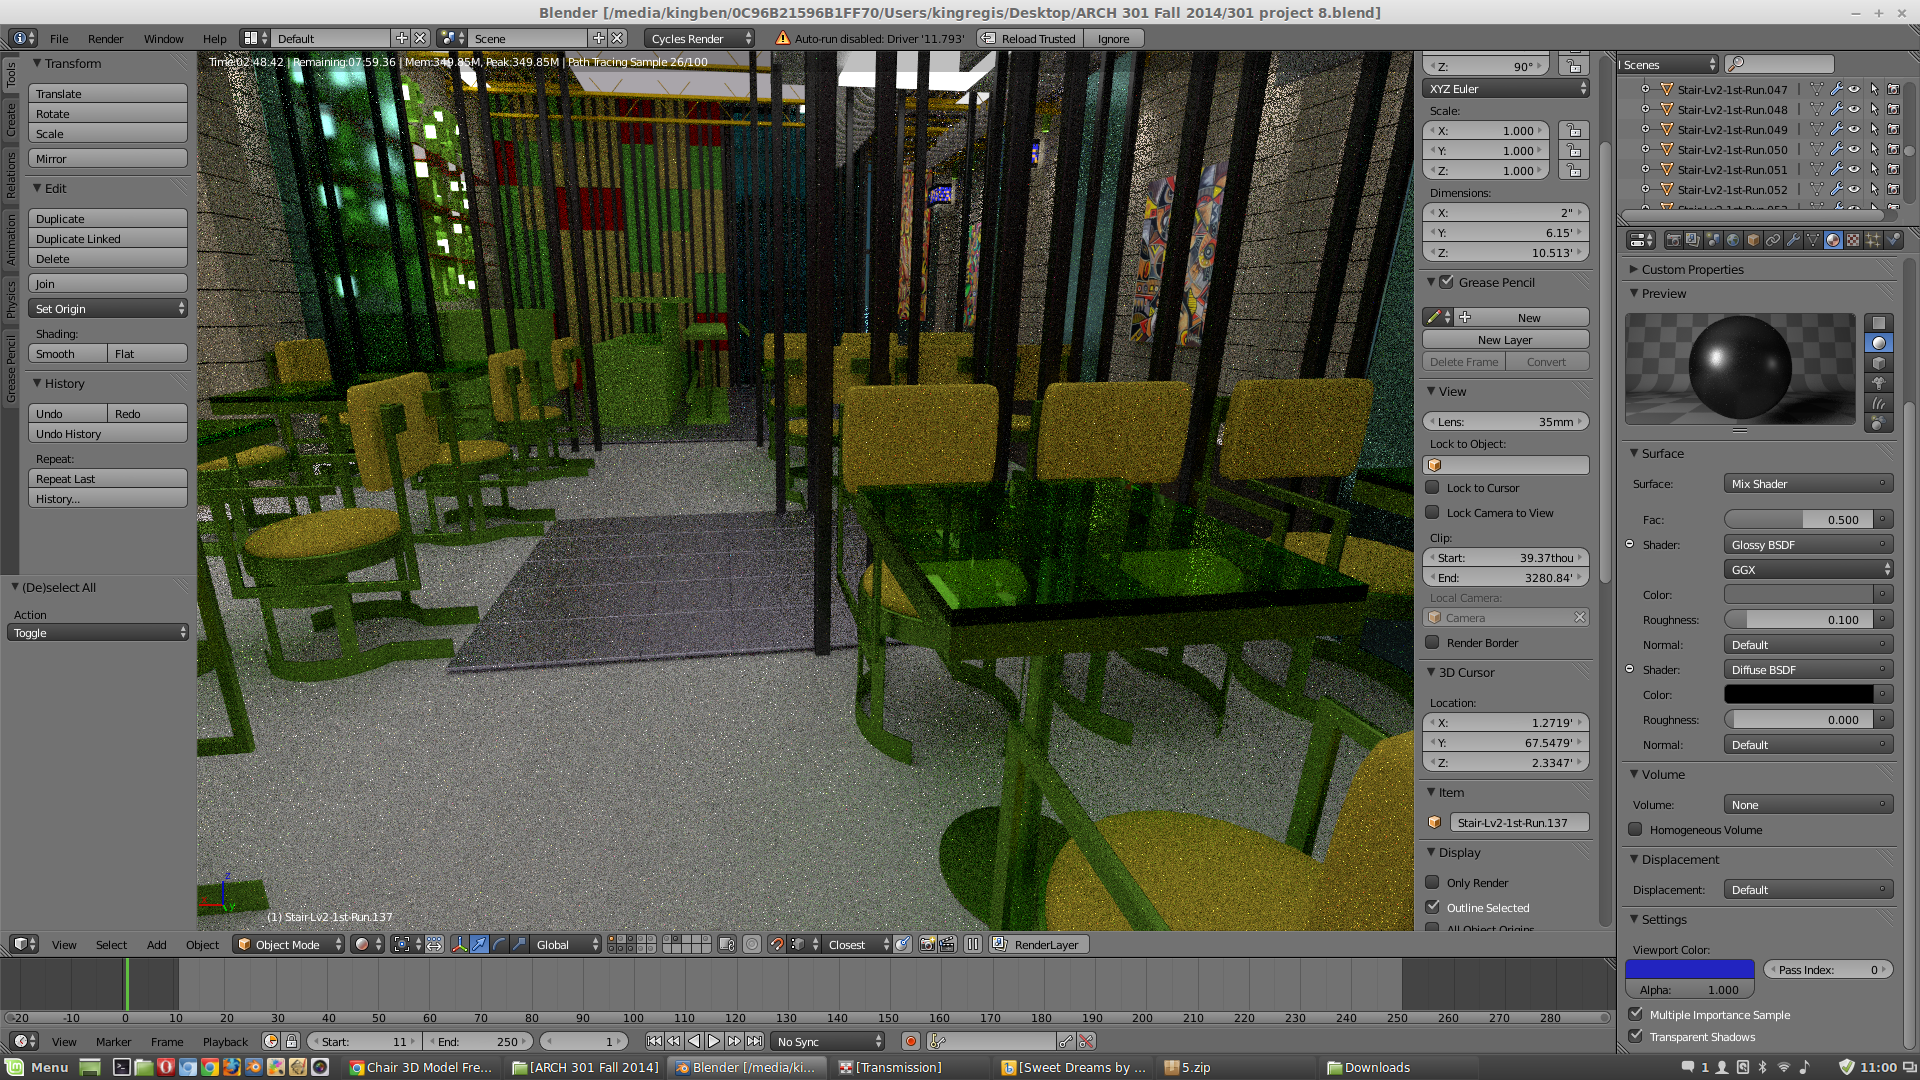 Blender [/media/kingben/0C96B21596B1FF70/Users/kingregis/Desktop/ARCH 301 Fall 2014/301 project 8.blend]
File Render Window Help Default Scene Cycles Render Auto-run disabled: Driver '11.793' Reload Trusted Ignore
Time:02:48.42 | Remaining:07:59.36 | Mem:349.85M, Peak:349.85M | Path Tracing Sample 26/100
Tools
Create
Relations
Animation
Physics
Grease Pencil
Transform
Translate
Rotate
Scale
Mirror
Edit
Duplicate
Duplicate Linked
Delete
Join
Set Origin
Shading:
Smooth Flat
History
Undo Redo
Undo History
Repeat:
Repeat Last
History...
(De)select All
Action
Toggle
Z: 90°
XYZ Euler
Scale:
X: 1.000
Y: 1.000
Z: 1.000
Dimensions:
X: 2"
Y: 6.15'
Z: 10.513'
Grease Pencil
New
New Layer
Delete Frame Convert
View
Lens: 35mm
Lock to Object:
Lock to Cursor
Lock Camera to View
Clip:
Start: 39.37thou
End: 3280.84'
Local Camera:
Camera
Render Border
3D Cursor
Location:
X: 1.2719'
Y: 67.5479'
Z: 2.3347'
Item
Stair-Lv2-1st-Run.137
Display
Only Render
Outline Selected
All Object Origins
l Scenes
Stair-Lv2-1st-Run.047
Stair-Lv2-1st-Run.048
Stair-Lv2-1st-Run.049
Stair-Lv2-1st-Run.050
Stair-Lv2-1st-Run.051
Stair-Lv2-1st-Run.052
Custom Properties
Preview
Surface
Surface: Mix Shader
Fac: 0.500
Shader: Glossy BSDF
GGX
Color:
Roughness: 0.100
Normal: Default
Shader: Diffuse BSDF
Color:
Roughness: 0.000
Normal: Default
Volume
Volume: None
Homogeneous Volume
Displacement
Displacement: Default
Settings
Viewport Color:
Pass Index: 0
Alpha: 1.000
Multiple Importance Sample
Transparent Shadows
z
Y
(1) Stair-Lv2-1st-Run.137
View Select Add Object Object Mode Global Closest RenderLayer
-20 -10 0 10 20 30 40 50 60 70 80 90 100 110 120 130 140 150 160 170 180 190 200 210 220 230 240 250 260 270 280
View Marker Frame Playback Start: 11 End: 250 1 No Sync
Menu Chair 3D Model Fre... [ARCH 301 Fall 2014] Blender [/media/ki... [Transmission] [Sweet Dreams by ... 5.zip Downloads 1 11:00